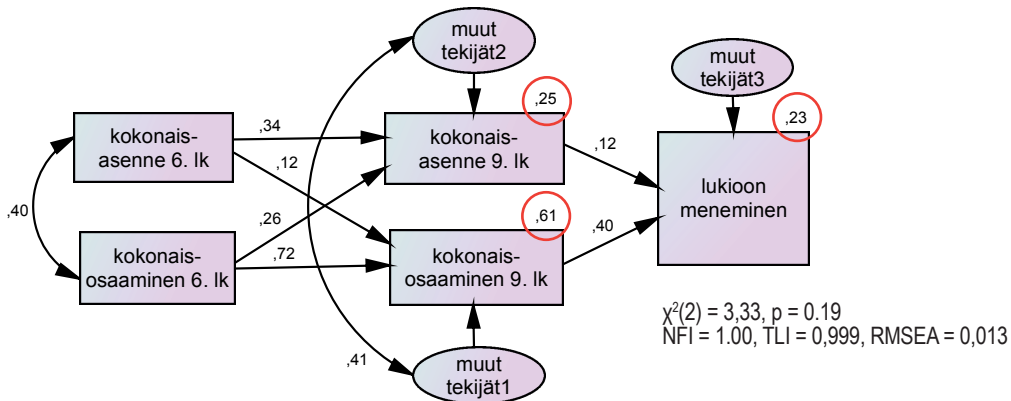 muut
tekijät2
muut
tekijät3
,25
,23
kokonais-
asenne 6. lk
,34
kokonais-
asenne 9. lk
,12
,12
lukioon
meneminen
,40
,26
,61
kokonais-
osaaminen 6. lk
,72
kokonais-
osaaminen 9. lk
,40
χ²(2) = 3,33, p = 0.19
NFI = 1.00, TLI = 0,999, RMSEA = 0,013
,41
muut
tekijät1